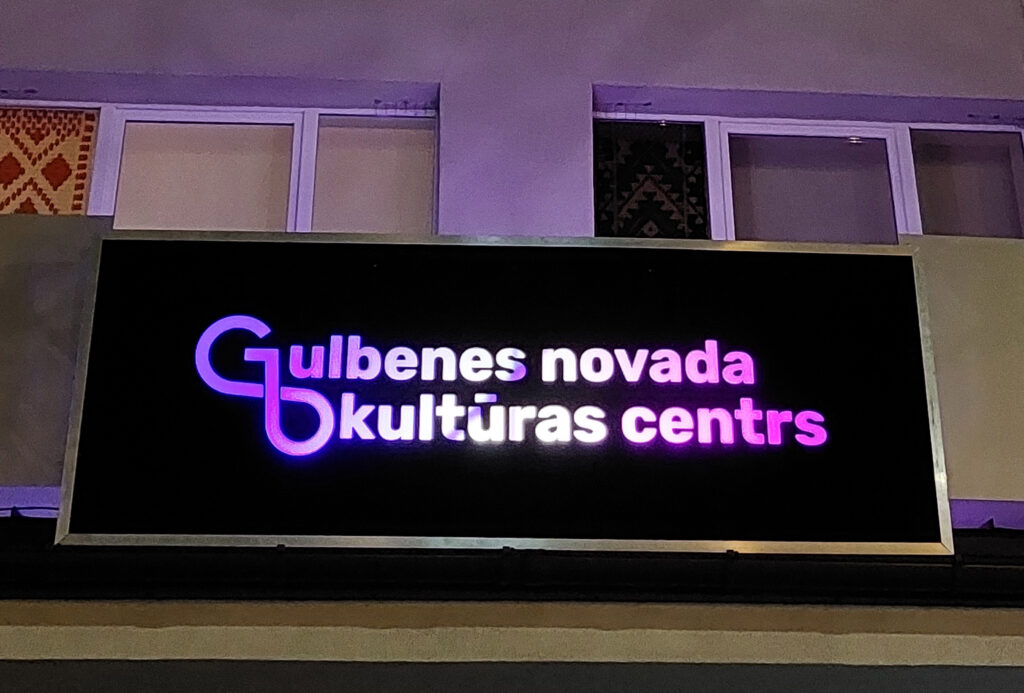 Gulbenes novada
kultūras centrs